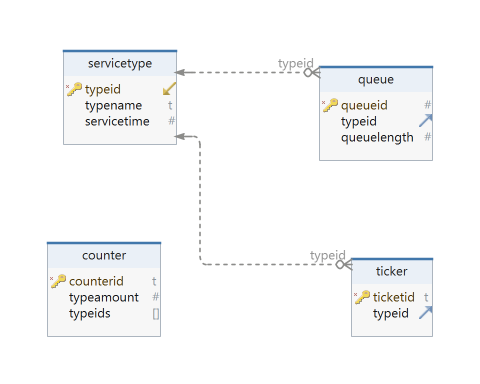 servicetype
typeid
typename t
servicetime #
typeid
queue
queueid #
typeid
queuelength #
counter
counterid t
typeamount #
typeids []
typeid
ticker
ticketid t
typeid